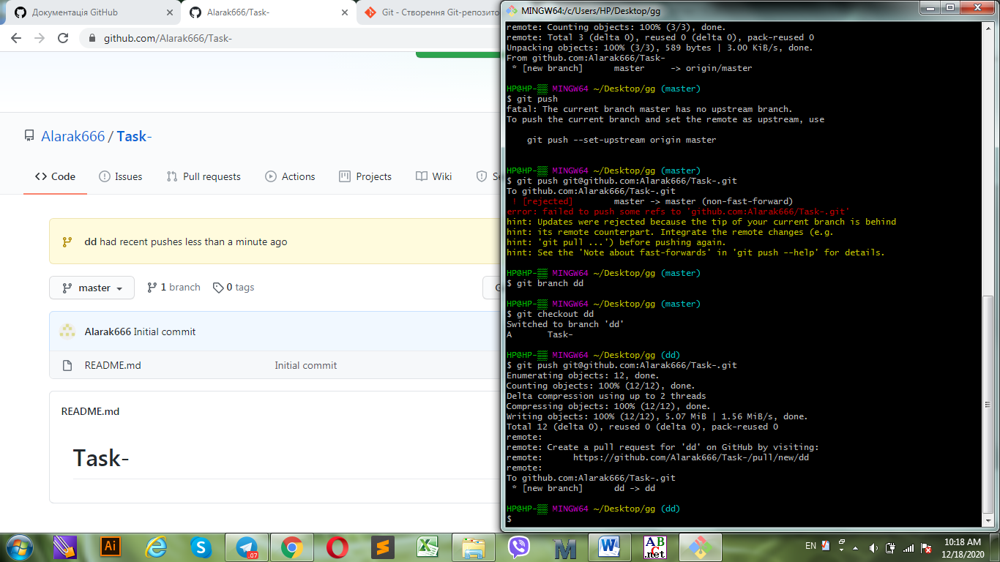 Документація GitHub
Alarak666/Task-
Git - Створення Git-репозито
github.com/Alarak666/Task-
Alarak666 / Task-
Code
Issues
Pull requests
Actions
Projects
Wiki
dd had recent pushes less than a minute ago
master
1 branch
0 tags
Alarak666 Initial commit
README.md Initial commit
README.md
Task-
MINGW64:/c/Users/HP/Desktop/gg
remote: Counting objects: 100% (3/3), done.
remote: Total 3 (delta 0), reused 0 (delta 0), pack-reused 0
Unpacking objects: 100% (3/3), 589 bytes | 3.00 KiB/s, done.
From github.com:Alarak666/Task-
* [new branch] master -> origin/master
HP@HP-▒▒ MINGW64 ~/Desktop/gg (master)
$ git push
fatal: The current branch master has no upstream branch.
To push the current branch and set the remote as upstream, use
git push --set-upstream origin master
HP@HP-▒▒ MINGW64 ~/Desktop/gg (master)
$ git push git@github.com:Alarak666/Task-.git
To github.com:Alarak666/Task-.git
! [rejected] master -> master (non-fast-forward)
error: failed to push some refs to 'github.com:Alarak666/Task-.git'
hint: Updates were rejected because the tip of your current branch is behind
hint: its remote counterpart. Integrate the remote changes (e.g.
hint: 'git pull ...') before pushing again.
hint: See the 'Note about fast-forwards' in 'git push --help' for details.
HP@HP-▒▒ MINGW64 ~/Desktop/gg (master)
$ git branch dd
HP@HP-▒▒ MINGW64 ~/Desktop/gg (master)
$ git checkout dd
Switched to branch 'dd'
A Task-
HP@HP-▒▒ MINGW64 ~/Desktop/gg (dd)
$ git push git@github.com:Alarak666/Task-.git
Enumerating objects: 12, done.
Counting objects: 100% (12/12), done.
Delta compression using up to 2 threads
Compressing objects: 100% (12/12), done.
Writing objects: 100% (12/12), 5.07 MiB | 1.56 MiB/s, done.
Total 12 (delta 0), reused 0 (delta 0), pack-reused 0
remote:
remote: Create a pull request for 'dd' on GitHub by visiting:
remote: https://github.com/Alarak666/Task-/pull/new/dd
remote:
To github.com:Alarak666/Task-.git
* [new branch] dd -> dd
HP@HP-▒▒ MINGW64 ~/Desktop/gg (dd)
$
Ai
.07
ABC.net
EN
10:18 AM
12/18/2020